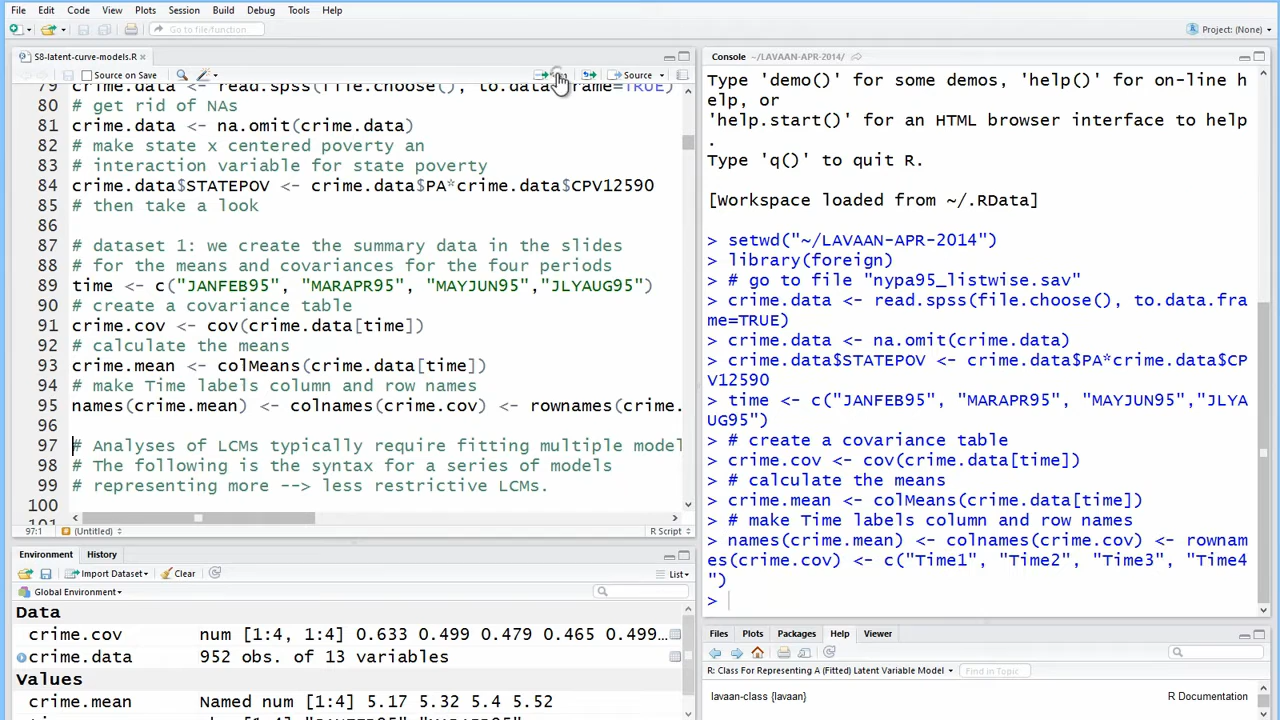 File Edit Code View Plots Session Build Debug Tools Help
Go to file/function
Project: (None)
S8-latent-curve-models.R
Source on Save
Source
79 crime.data <- read.spss(file.choose(), to.data.frame=TRUE)
80 # get rid of NAs
81 crime.data <- na.omit(crime.data)
82 # make state x centered poverty an
83 # interaction variable for state poverty
84 crime.data$STATEPOV <- crime.data$PA*crime.data$CPV12590
85 # then take a look
86
87 # dataset 1: we create the summary data in the slides
88 # for the means and covariances for the four periods
89 time <- c("JANFEB95", "MARAPR95", "MAYJUN95","JLYAUG95")
90 # create a covariance table
91 crime.cov <- cov(crime.data[time])
92 # calculate the means
93 crime.mean <- colMeans(crime.data[time])
94 # make Time labels column and row names
95 names(crime.mean) <- colnames(crime.cov) <- rownames(crime.
96
97 # Analyses of LCMs typically require fitting multiple model
98 # The following is the syntax for a series of models
99 # representing more --> less restrictive LCMs.
100
101
97:1 (Untitled) R Script
Environment History
Import Dataset Clear List
Global Environment
Data
crime.cov num [1:4, 1:4] 0.633 0.499 0.479 0.465 0.499...
crime.data 952 obs. of 13 variables
Values
crime.mean Named num [1:4] 5.17 5.32 5.4 5.52
Console ~/LAVAAN-APR-2014/
Type 'demo()' for some demos, 'help()' for on-line h
elp, or
'help.start()' for an HTML browser interface to help
.
Type 'q()' to quit R.
[Workspace loaded from ~/.RData]
> setwd("~/LAVAAN-APR-2014")
> library(foreign)
> # go to file "nypa95_listwise.sav"
> crime.data <- read.spss(file.choose(), to.data.fra
me=TRUE)
> crime.data <- na.omit(crime.data)
> crime.data$STATEPOV <- crime.data$PA*crime.data$CP
V12590
> time <- c("JANFEB95", "MARAPR95", "MAYJUN95","JLYA
UG95")
> # create a covariance table
> crime.cov <- cov(crime.data[time])
> # calculate the means
> crime.mean <- colMeans(crime.data[time])
> # make Time labels column and row names
> names(crime.mean) <- colnames(crime.cov) <- rownam
es(crime.cov) <- c("Time1", "Time2", "Time3", "Time4
")
>
Files Plots Packages Help Viewer
R: Class For Representing A (Fitted) Latent Variable Model Find in Topic
lavaan-class {lavaan} R Documentation